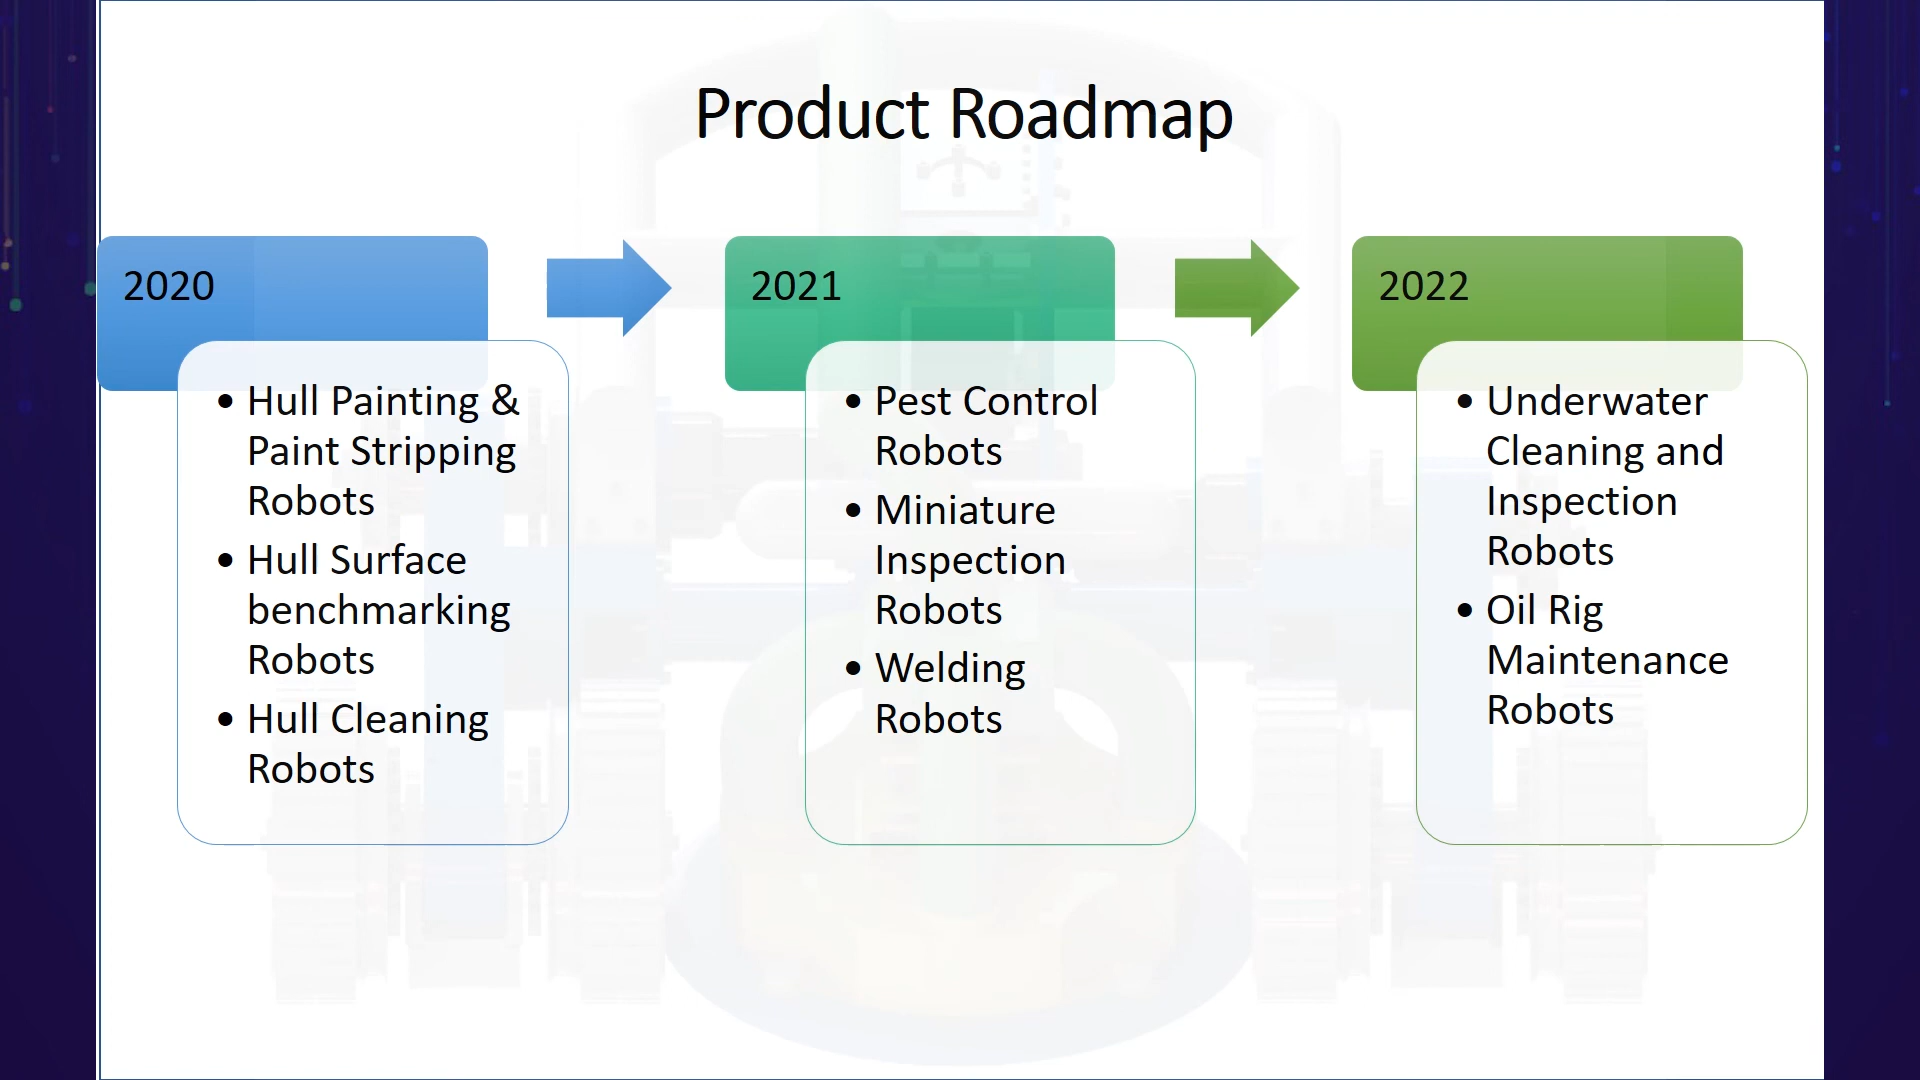 Product Roadmap
2020
• Hull Painting &
Paint Stripping
Robots
• Hull Surface
benchmarking
Robots
• Hull Cleaning
Robots
2021
• Pest Control
Robots
• Miniature
Inspection
Robots
• Welding
Robots
2022
• Underwater
Cleaning and
Inspection
Robots
• Oil Rig
Maintenance
Robots